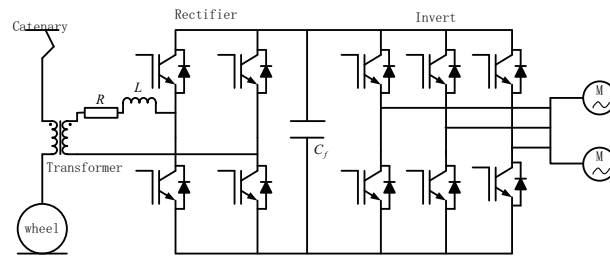 Rectifier
Invert
Catenary
R
L
M
C_f
M
Transformer
wheel